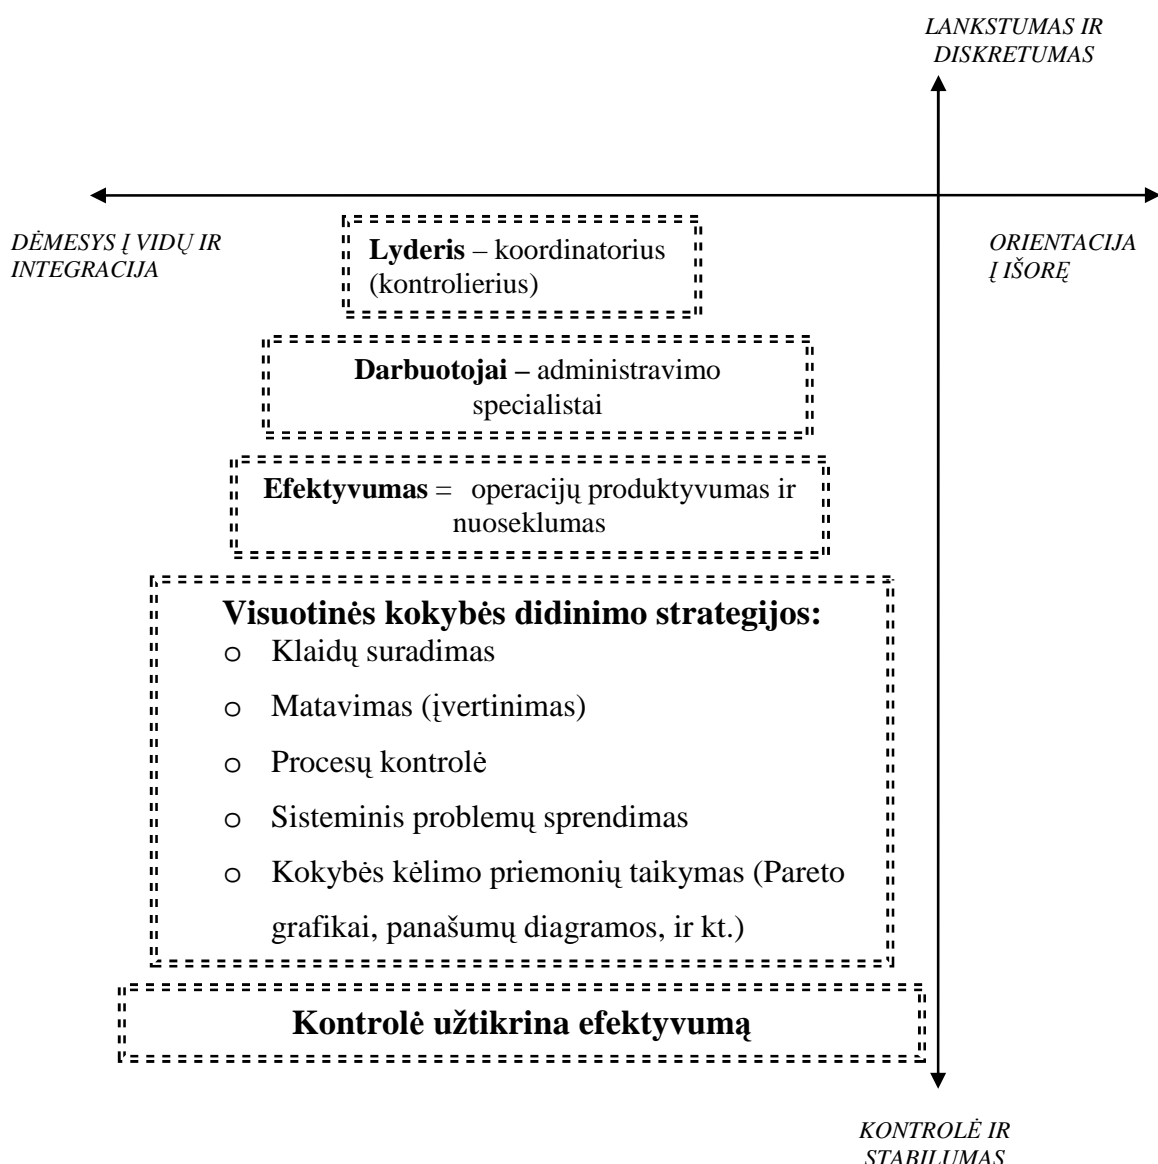 LANKSTUMAS IR
DISKRETUMAS
DĖMESYS Į VIDŲ IR
INTEGRACIJA
ORIENTACIJA
Į IŠORĘ
Lyderis – koordinatorius
(kontrolierius)
Darbuotojai – administravimo
specialistai
Efektyvumas = operacijų produktyvumas ir
nuoseklumas
Visuotinės kokybės didinimo strategijos:
o Klaidų suradimas
o Matavimas (įvertinimas)
o Procesų kontrolė
o Sisteminis problemų sprendimas
o Kokybės kėlimo priemonių taikymas (Pareto
grafikai, panašumų diagramos, ir kt.)
Kontrolė užtikrina efektyvumą
KONTROLĖ IR
STABILUMAS